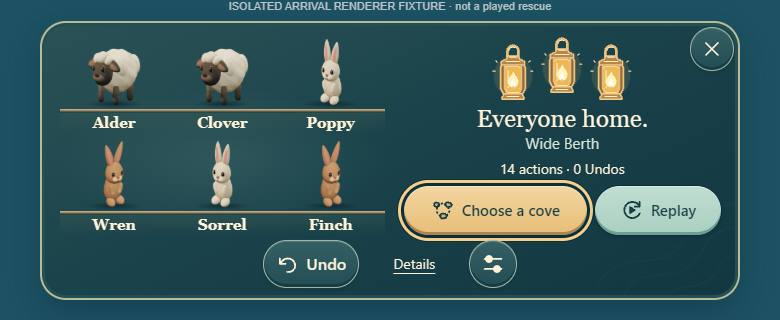 ISOLATED ARRIVAL RENDERER FIXTURE · not a played rescue
Alder Clover Poppy
Wren Sorrel Finch
Everyone home.
Wide Berth
14 actions · 0 Undos
Choose a cove
Replay
Undo
Details